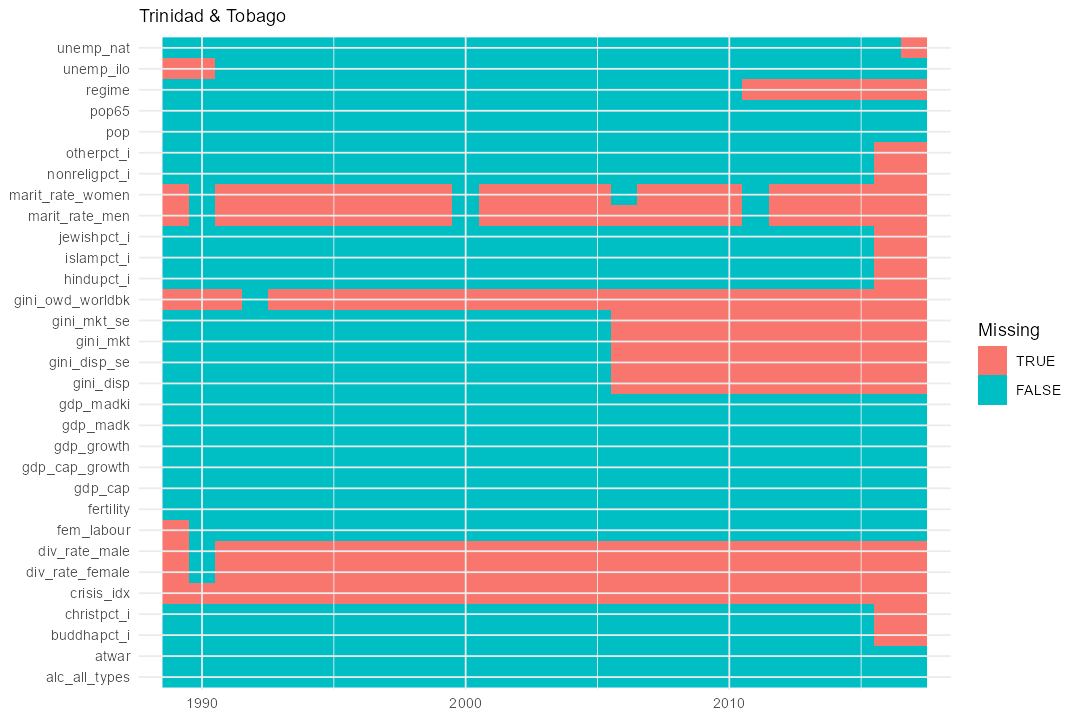 Trinidad & Tobago
unemp_nat
unemp_ilo
regime
pop65
pop
otherpct_i
nonreligpct_i
marit_rate_women
marit_rate_men
jewishpct_i
islampct_i
hindupct_i
gini_owd_worldbk
gini_mkt_se
gini_mkt
gini_disp_se
gini_disp
gdp_madki
gdp_madk
gdp_growth
gdp_cap_growth
gdp_cap
fertility
fem_labour
div_rate_male
div_rate_female
crisis_idx
christpct_i
buddhapct_i
atwar
alc_all_types
1990 2000 2010
Missing
TRUE
FALSE